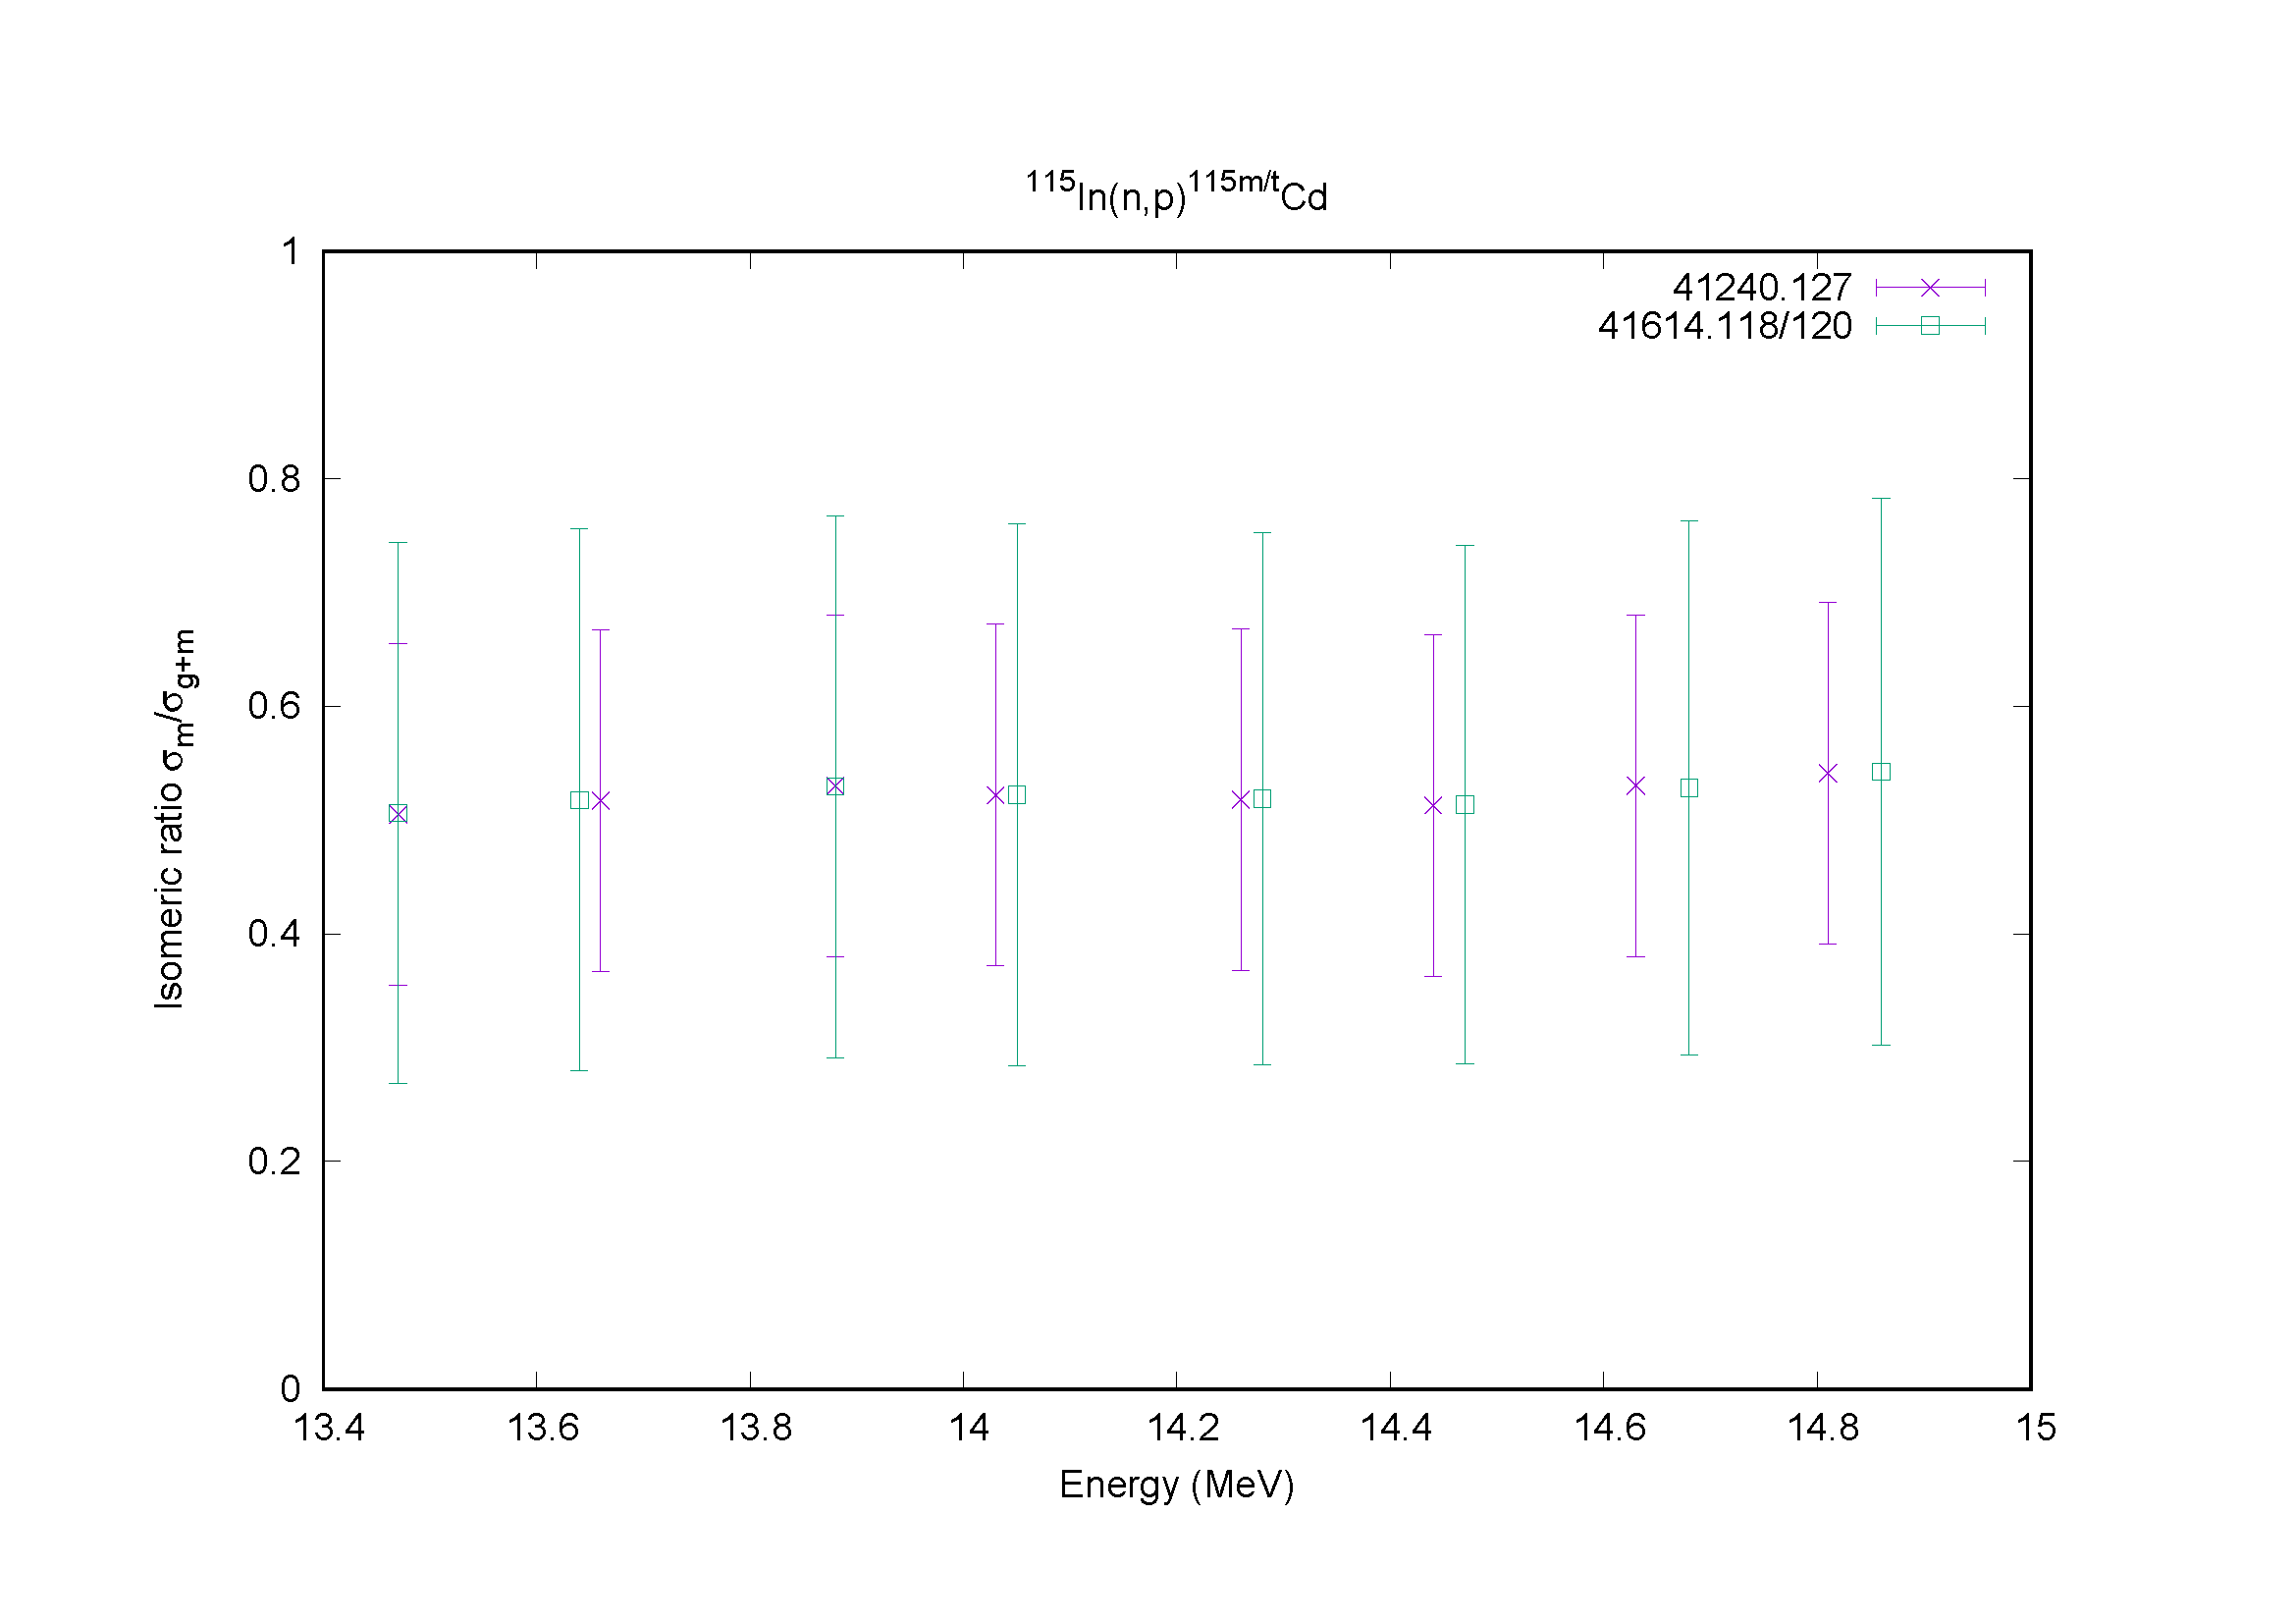 ¹¹⁵In(n,p)¹¹⁵ᵐ/ᵗCd
41240.127
41614.118/120
Isomeric ratio σm/σg+m
1
0.8
0.6
0.4
0.2
0
13.4 13.6 13.8 14 14.2 14.4 14.6 14.8 15
Energy (MeV)